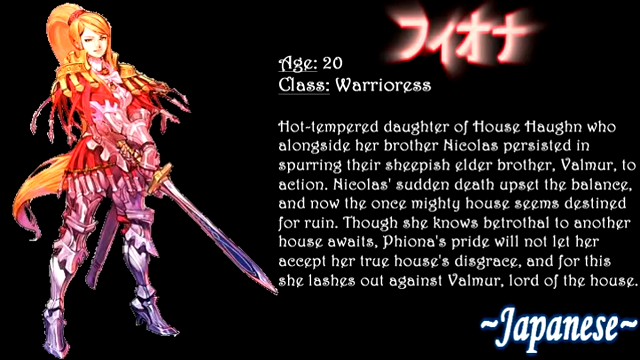 フィオナ
Age: 20
Class: Warrioress
Hot-tempered daughter of House Haughn who
alongside her brother Nicolas persisted in
spurring their sheepish elder brother, Valmur, to
action. Nicolas' sudden death upset the balance,
and now the once mighty house seems destined
for ruin. Though she knows betrothal to another
house awaits, Phiona's pride will not let her
accept her true house's disgrace, and for this
she lashes out against Valmur, lord of the house.
~Japanese~